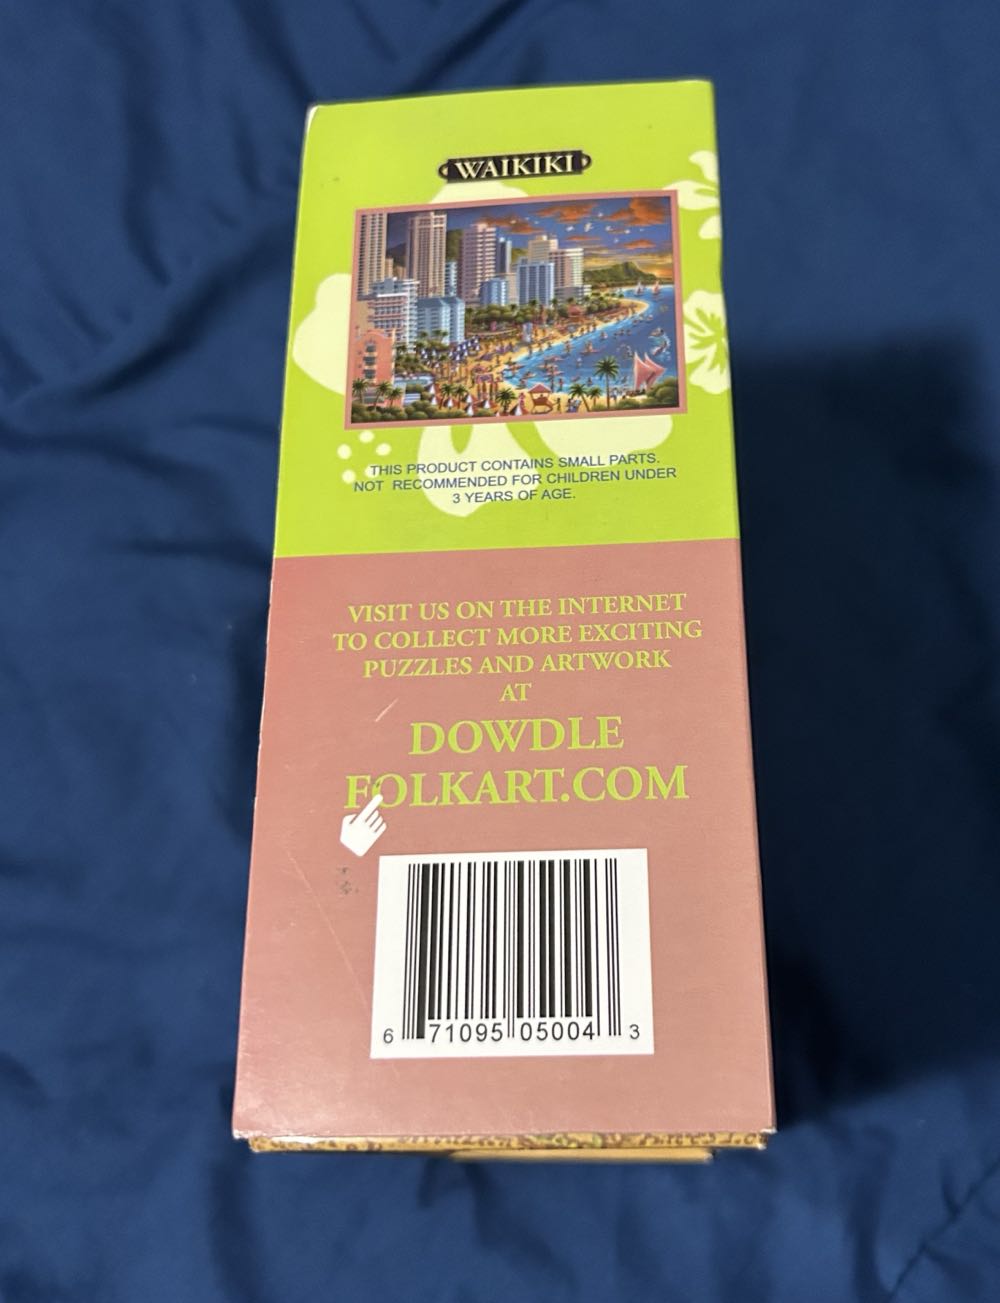 WAIKIKI
THIS PRODUCT CONTAINS SMALL PARTS.
NOT RECOMMENDED FOR CHILDREN UNDER
3 YEARS OF AGE.
VISIT US ON THE INTERNET
TO COLLECT MORE EXCITING
PUZZLES AND ARTWORK
AT
DOWDLE
FOLKART.COM
6 71095 05004 3